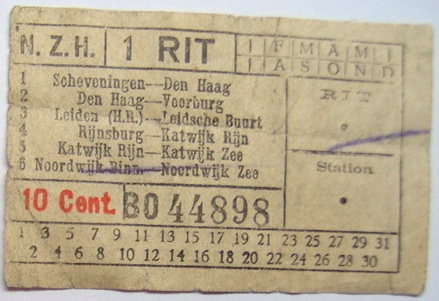 N. Z. H. 1 RIT J F M A M J
J A S O N D
1 Scheveningen—Den Haag
2 Den Haag—Voorburg
3 Leiden (H.R.)—Leidsche Buurt
4 Rijnsburg—Katwijk Rijn
5 Katwijk Rijn—Katwijk Zee
6 Noordwijk Binn.—Noordwijk Zee
RIT
Station
10 Cent. BO 44898
1 3 5 7 9 11 13 15 17 19 21 23 25 27 29 31
2 4 6 8 10 12 14 16 18 20 22 24 26 28 30